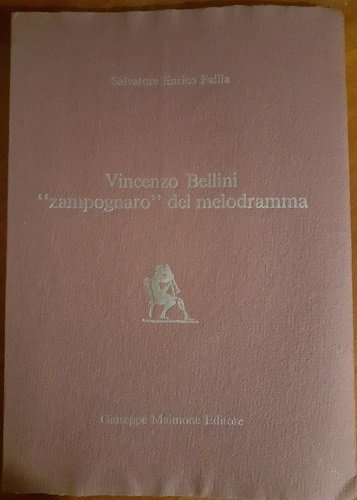 Salvatore Enrico Failla
Vincenzo Bellini
“zampognaro” del melodramma
Giuseppe Maimone Editore